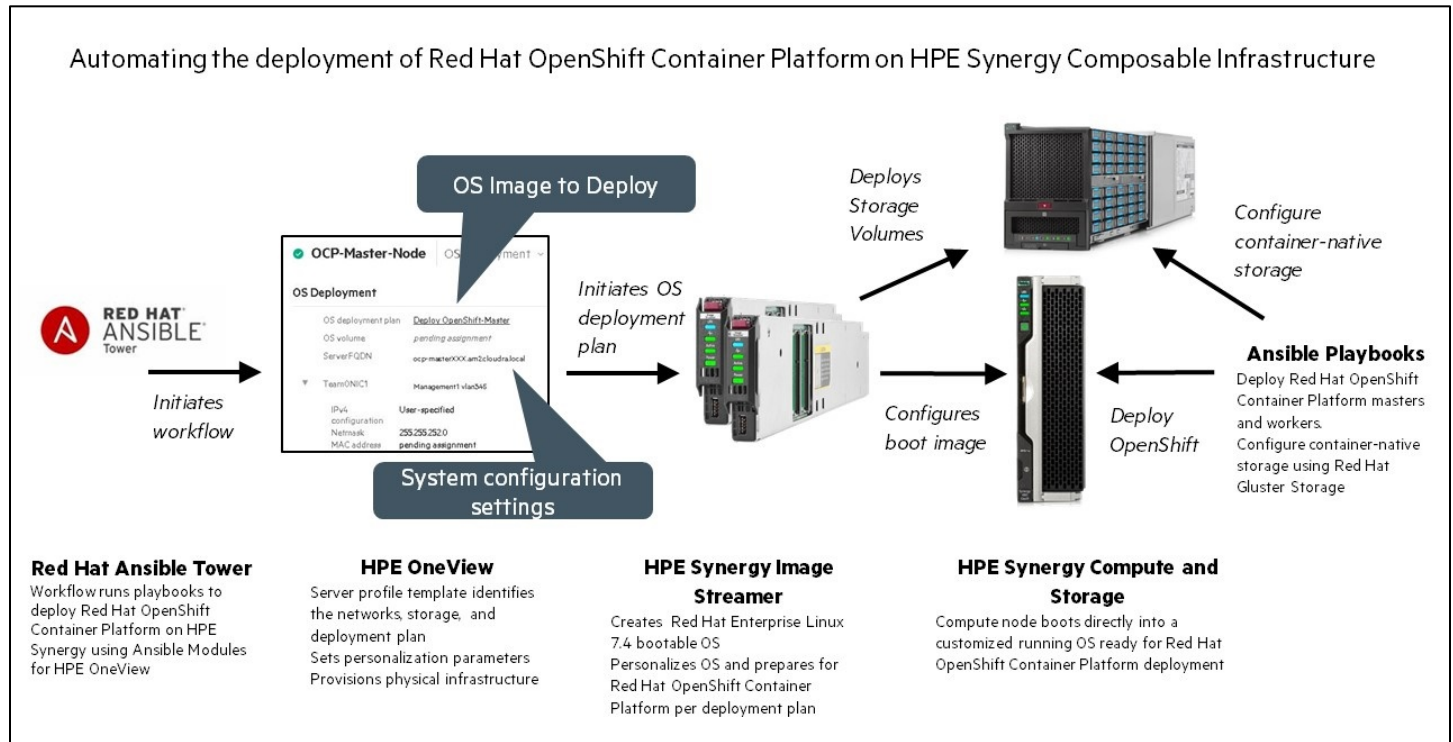 Automating the deployment of Red Hat OpenShift Container Platform on HPE Synergy Composable Infrastructure
OS Image to Deploy
OCP-Master-Node
OS Deployment
OS Deployment
OS deployment plan Deploy OpenShift-Master
OS volume pending assignment
ServerFQDN ocp-masterXXX.am2.cloudra.local
Team0NIC1 Management1 vlan346
IPv4 User-specified
configuration
Netmask 255.255.252.0
MAC address pending assignment
System configuration
settings
RED HAT
ANSIBLE
Tower
Initiates
workflow
Initiates OS
deployment
plan
Deploys
Storage
Volumes
Configures
boot image
Configure
container-native
storage
Deploy
OpenShift
Ansible Playbooks
Deploy Red Hat OpenShift
Container Platform masters
and workers.
Configure container-native
storage using Red Hat
Gluster Storage
Red Hat Ansible Tower
Workflow runs playbooks to
deploy Red Hat OpenShift
Container Platform on HPE
Synergy using Ansible Modules
for HPE OneView
HPE OneView
Server profile template identifies
the networks, storage, and
deployment plan
Sets personalization parameters
Provisions physical infrastructure
HPE Synergy Image
Streamer
Creates Red Hat Enterprise Linux
7.4 bootable OS
Personalizes OS and prepares for
Red Hat OpenShift Container
Platform per deployment plan
HPE Synergy Compute and
Storage
Compute node boots directly into a
customized running OS ready for Red Hat
OpenShift Container Platform deployment